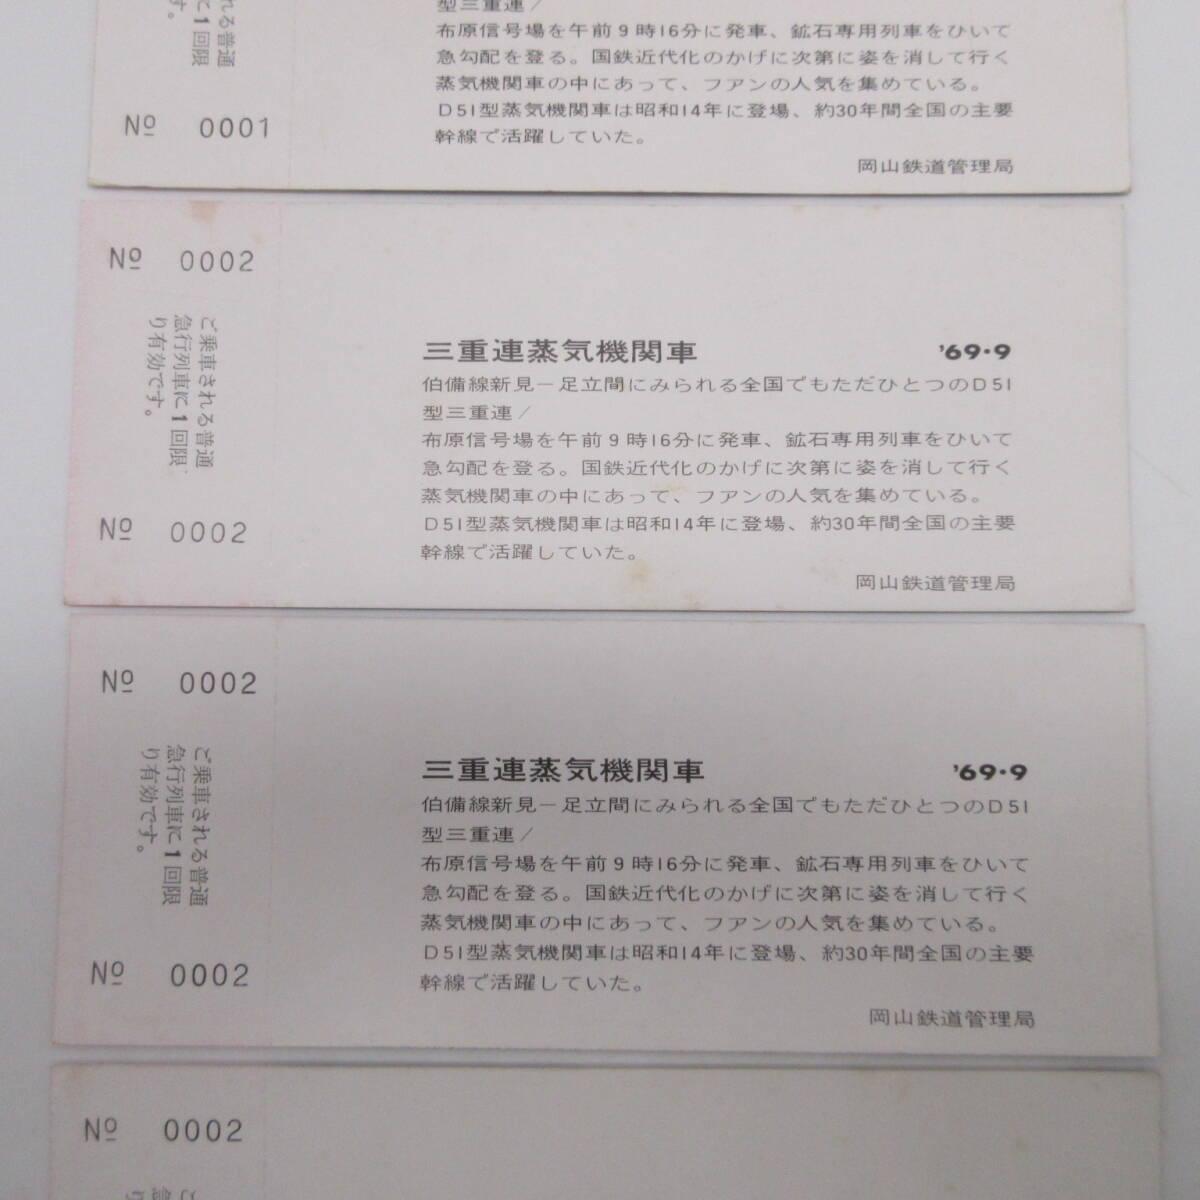 る普通
に1回限
す。
№ 0001
型三重連/
布原信号場を午前9時16分に発車、鉱石専用列車をひいて
急勾配を登る。国鉄近代化のかげに次第に姿を消して行く
蒸気機関車の中にあって、フアンの人気を集めている。
D51型蒸気機関車は昭和14年に登場、約30年間全国の主要
幹線で活躍していた。
岡山鉄道管理局
№ 0002
ご乗車される普通
急行列車に1回限
り有効です。
№ 0002
三重連蒸気機関車 '69・9
伯備線新見―足立間にみられる全国でもただひとつのD51
型三重連/
布原信号場を午前9時16分に発車、鉱石専用列車をひいて
急勾配を登る。国鉄近代化のかげに次第に姿を消して行く
蒸気機関車の中にあって、フアンの人気を集めている。
D51型蒸気機関車は昭和14年に登場、約30年間全国の主要
幹線で活躍していた。
岡山鉄道管理局
№ 0002
ご乗車される普通
急行列車に1回限
り有効です。
№ 0002
三重連蒸気機関車 '69・9
伯備線新見―足立間にみられる全国でもただひとつのD51
型三重連/
布原信号場を午前9時16分に発車、鉱石専用列車をひいて
急勾配を登る。国鉄近代化のかげに次第に姿を消して行く
蒸気機関車の中にあって、フアンの人気を集めている。
D51型蒸気機関車は昭和14年に登場、約30年間全国の主要
幹線で活躍していた。
岡山鉄道管理局
№ 0002